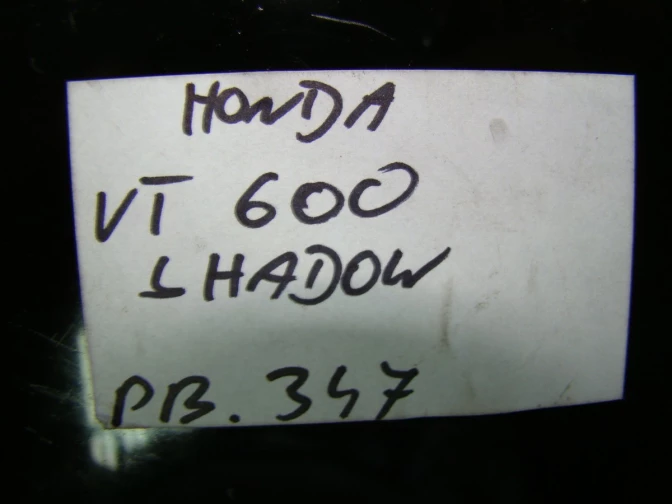 HONDA
VT 600
SHADOW
PB. 347